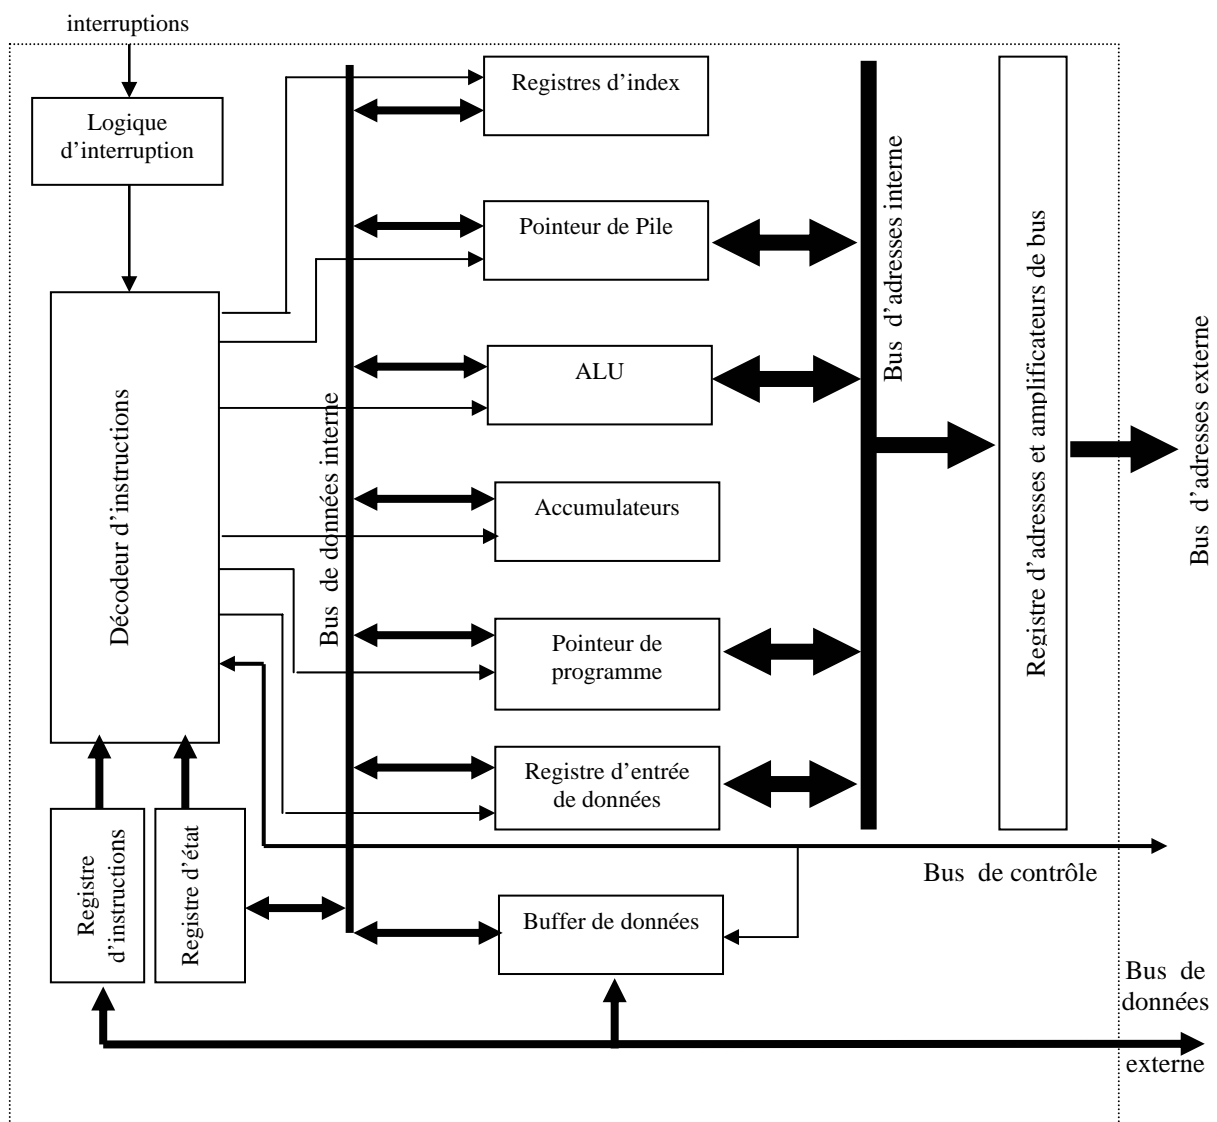 interruptions
Logique
d'interruption
Registres d'index
Pointeur de Pile
ALU
Accumulateurs
Pointeur de
programme
Registre d'entrée
de données
Buffer de données
Décodeur d'instructions
Registre
d'instructions
Registre d'état
Bus de données interne
Bus d'adresses interne
Registre d'adresses et amplificateurs de bus
Bus d'adresses externe
Bus de contrôle
Bus de
données
externe